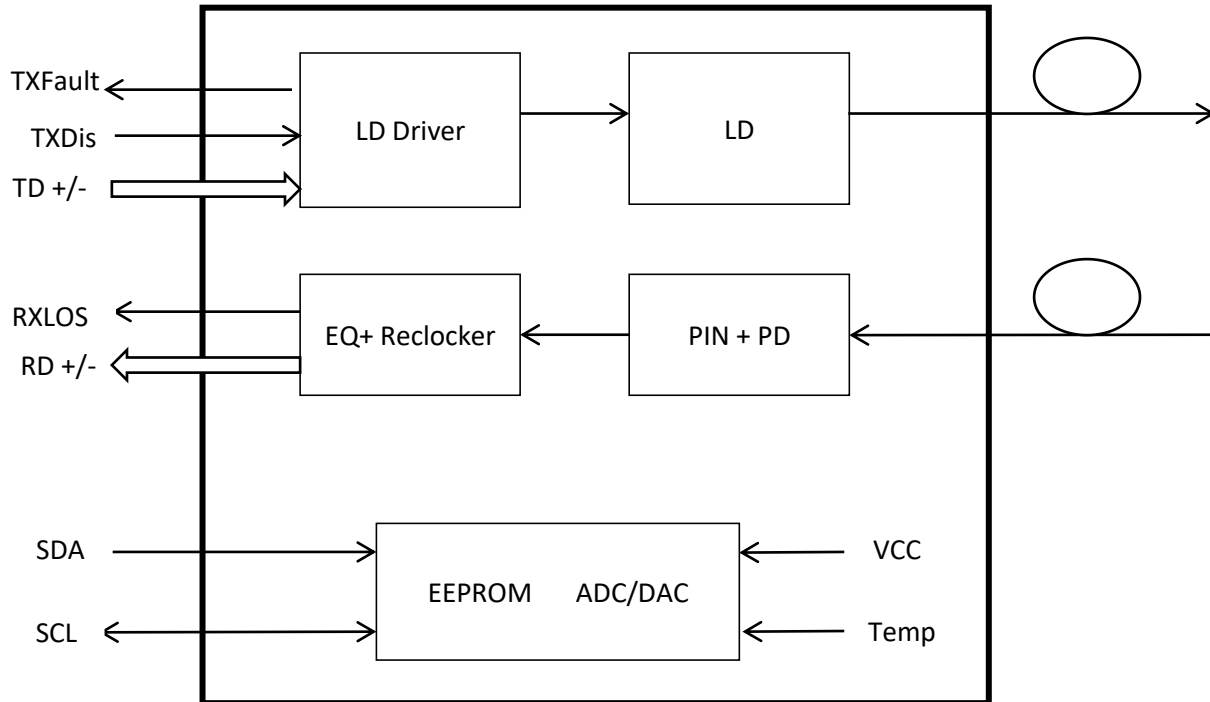 TXFault
TXDis
TD +/-
LD Driver
LD
RXLOS
RD +/-
EQ+ Reclocker
PIN + PD
SDA
SCL
EEPROM ADC/DAC
VCC
Temp